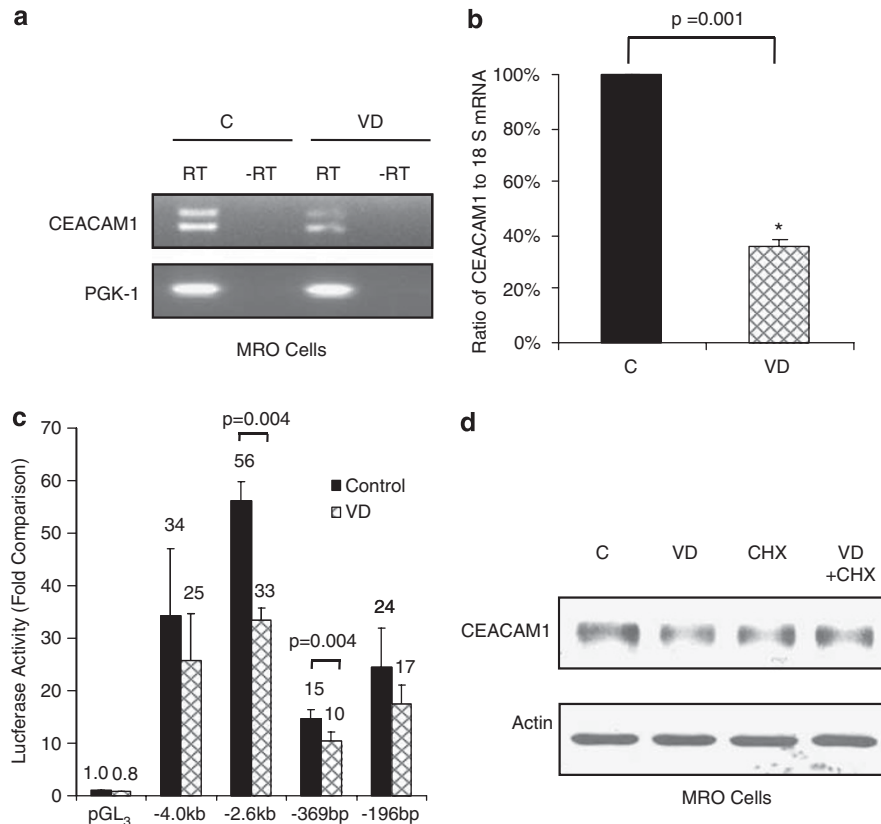 a
C VD
RT -RT RT -RT
CEACAM1
PGK-1
MRO Cells
b
p =0.001
Ratio of CEACAM1 to 18 S mRNA
100%
80%
60%
40%
20%
0%
*
C VD
c
Luciferase Activity (Fold Comparison)
70
60
50
40
30
20
10
0
p=0.004
56
34
25
33
p=0.004
15
10
24
17
1.0 0.8
Control
VD
pGL3 -4.0kb -2.6kb -369bp -196bp
d
C VD CHX VD
+CHX
CEACAM1
Actin
MRO Cells